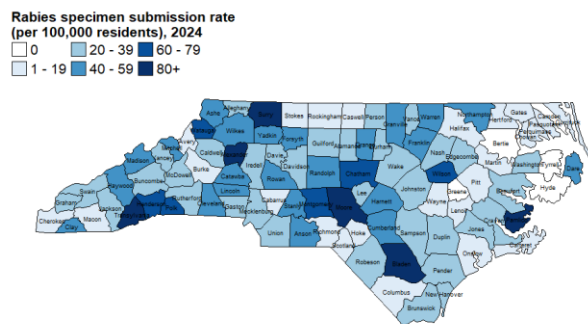 Rabies specimen submission rate
(per 100,000 residents), 2024
0 20 - 39 60 - 79
1 - 19 40 - 59 80+
Ashe Alleghany Surry Stokes Rockingham Caswell Person Warren Northampton Gates
Watauga Wilkes Yadkin Forsyth Guilford Alamance Durham Granville Vance Franklin Halifax Hertford
Avery Mitchell Yancey Caldwell Alexander Iredell Davie Davidson Nash Edgecombe Bertie Chowan Perquimans
Madison Burke Catawba Rowan Randolph Chatham Wake Wilson Martin Washington Tyrrell Dare
Haywood Buncombe McDowell Lincoln Lee Johnston Greene Pitt Beaufort Hyde
Swain Graham Jackson Rutherford Cleveland Gaston Cabarrus Stanly Montgomery Moore Harnett Wayne Lenoir Craven
Cherokee Clay Macon Transylvania Henderson Polk Mecklenburg Richmond Hoke Cumberland Sampson Duplin Jones
Union Anson Scotland Robeson Bladen Pender Onslow Carteret
Columbus New Hanover
Brunswick